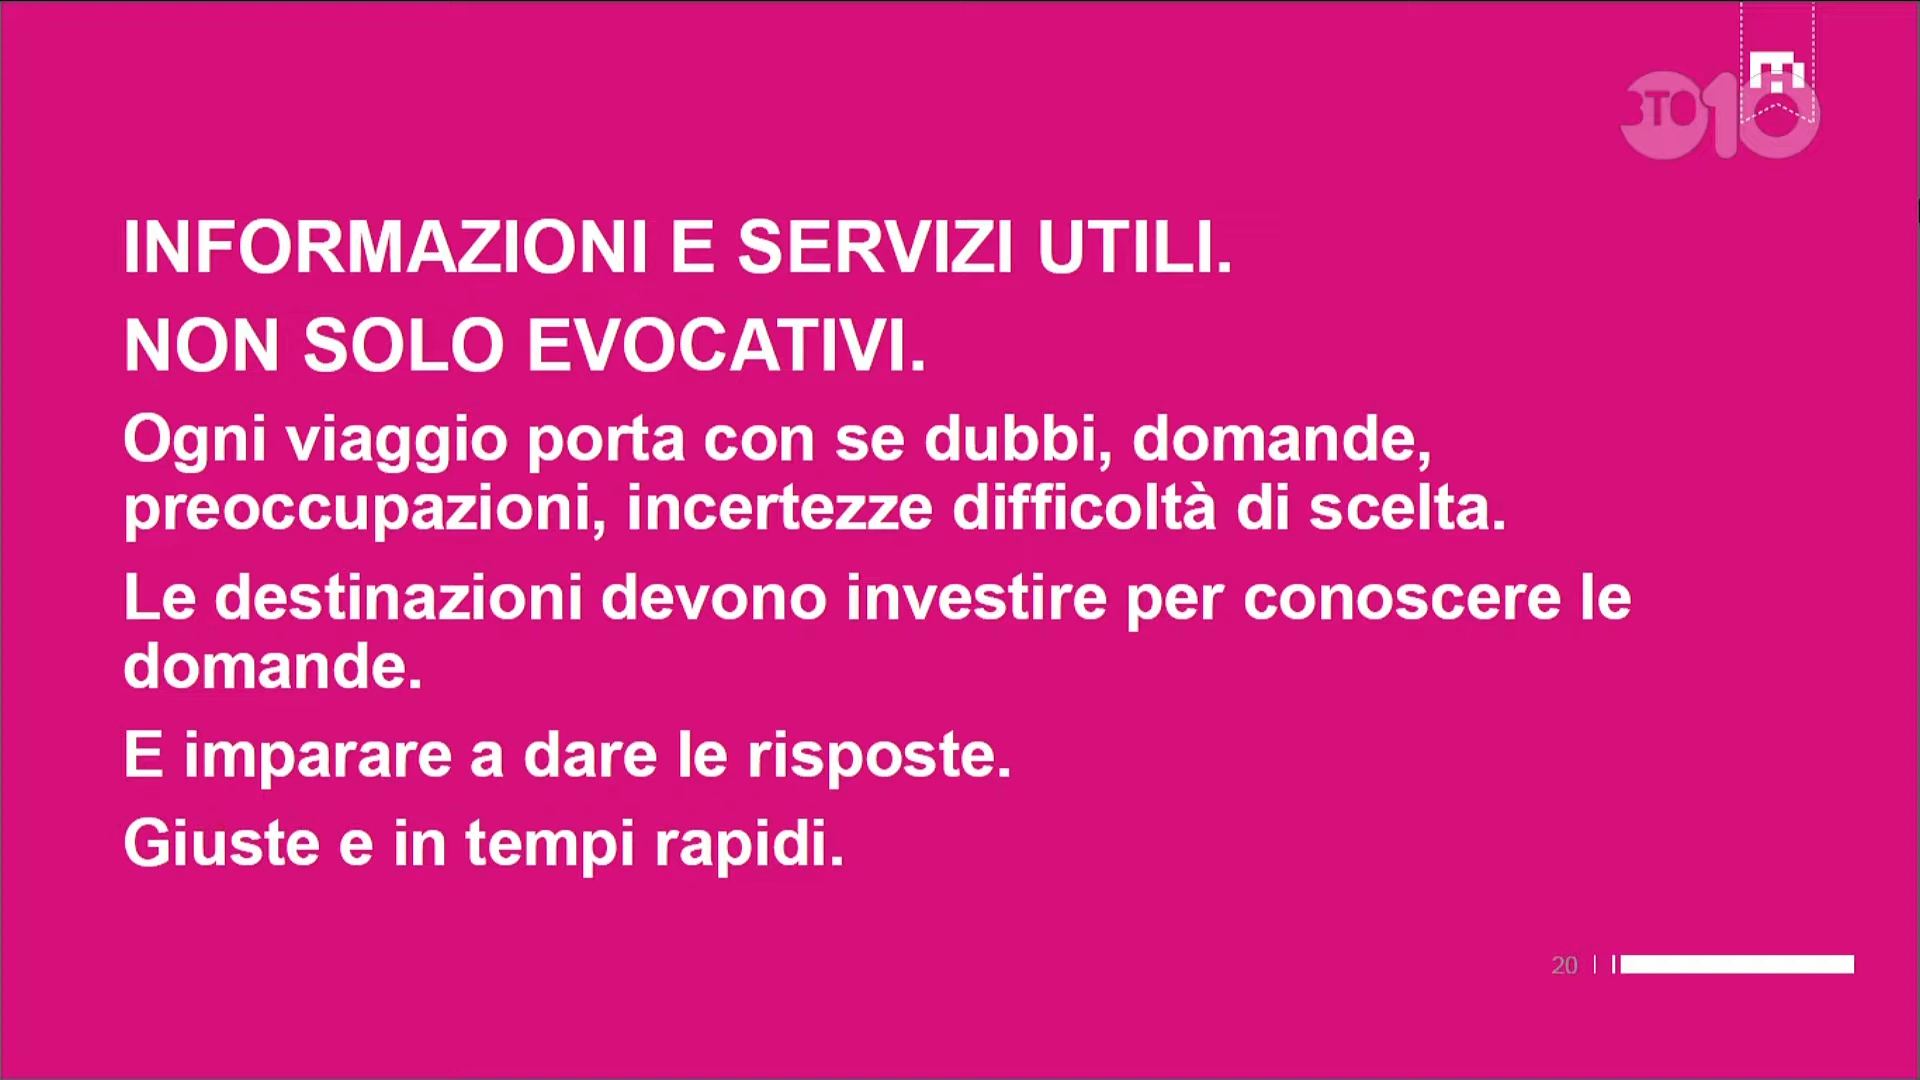 BTO10
INFORMAZIONI E SERVIZI UTILI.
NON SOLO EVOCATIVI.
Ogni viaggio porta con se dubbi, domande,
preoccupazioni, incertezze difficoltà di scelta.
Le destinazioni devono investire per conoscere le
domande.
E imparare a dare le risposte.
Giuste e in tempi rapidi.
20